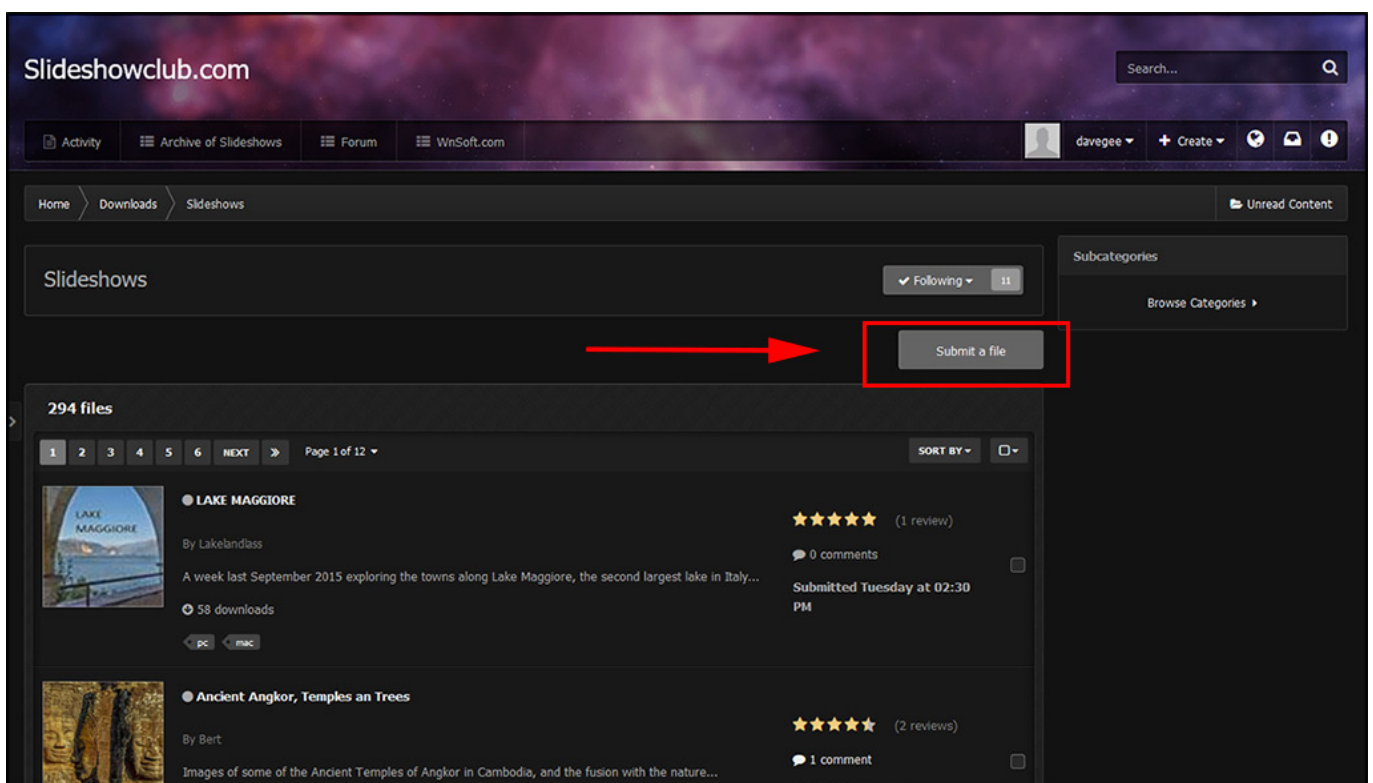 Slideshowclub.com
Search...
Activity
Archive of Slideshows
Forum
WnSoft.com
davegee
+ Create
Home
Downloads
Slideshows
Unread Content
Slideshows
Following
11
Subcategories
Browse Categories
Submit a file
294 files
1 2 3 4 5 6 NEXT » Page 1 of 12
SORT BY
LAKE
MAGGIORE
LAKE MAGGIORE
By Lakelandlass
A week last September 2015 exploring the towns along Lake Maggiore, the second largest lake in Italy...
58 downloads
pc mac
(1 review)
0 comments
Submitted Tuesday at 02:30
PM
Ancient Angkor, Temples an Trees
By Bert
Images of some of the Ancient Temples of Angkor in Cambodia, and the fusion with the nature...
(2 reviews)
1 comment